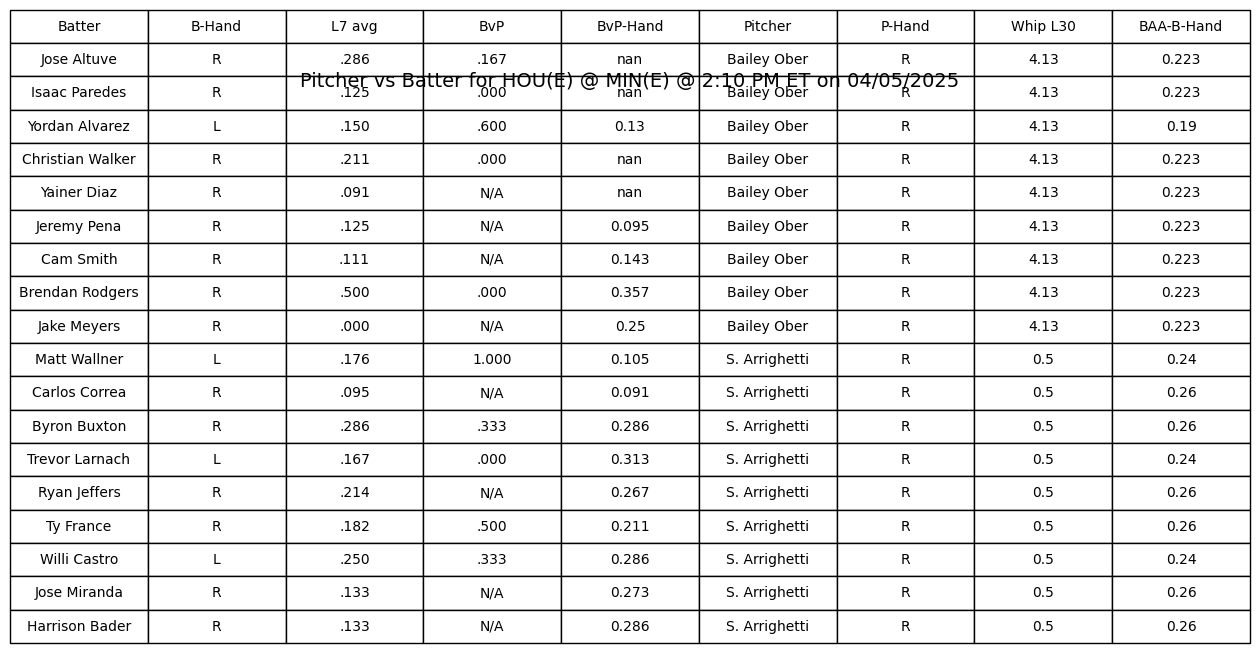 Batter B-Hand L7 avg BvP BvP-Hand Pitcher P-Hand Whip L30 BAA-B-Hand
Jose Altuve R .286 .167 nan Bailey Ober R 4.13 0.223
Pitcher vs Batter for HOU(E) @ MIN(E) @ 2:10 PM ET on 04/05/2025
Isaac Paredes R .125 .000 nan Bailey Ober R 4.13 0.223
Yordan Alvarez L .150 .600 0.13 Bailey Ober R 4.13 0.19
Christian Walker R .211 .000 nan Bailey Ober R 4.13 0.223
Yainer Diaz R .091 N/A nan Bailey Ober R 4.13 0.223
Jeremy Pena R .125 N/A 0.095 Bailey Ober R 4.13 0.223
Cam Smith R .111 N/A 0.143 Bailey Ober R 4.13 0.223
Brendan Rodgers R .500 .000 0.357 Bailey Ober R 4.13 0.223
Jake Meyers R .000 N/A 0.25 Bailey Ober R 4.13 0.223
Matt Wallner L .176 1.000 0.105 S. Arrighetti R 0.5 0.24
Carlos Correa R .095 N/A 0.091 S. Arrighetti R 0.5 0.26
Byron Buxton R .286 .333 0.286 S. Arrighetti R 0.5 0.26
Trevor Larnach L .167 .000 0.313 S. Arrighetti R 0.5 0.24
Ryan Jeffers R .214 N/A 0.267 S. Arrighetti R 0.5 0.26
Ty France R .182 .500 0.211 S. Arrighetti R 0.5 0.26
Willi Castro L .250 .333 0.286 S. Arrighetti R 0.5 0.24
Jose Miranda R .133 N/A 0.273 S. Arrighetti R 0.5 0.26
Harrison Bader R .133 N/A 0.286 S. Arrighetti R 0.5 0.26